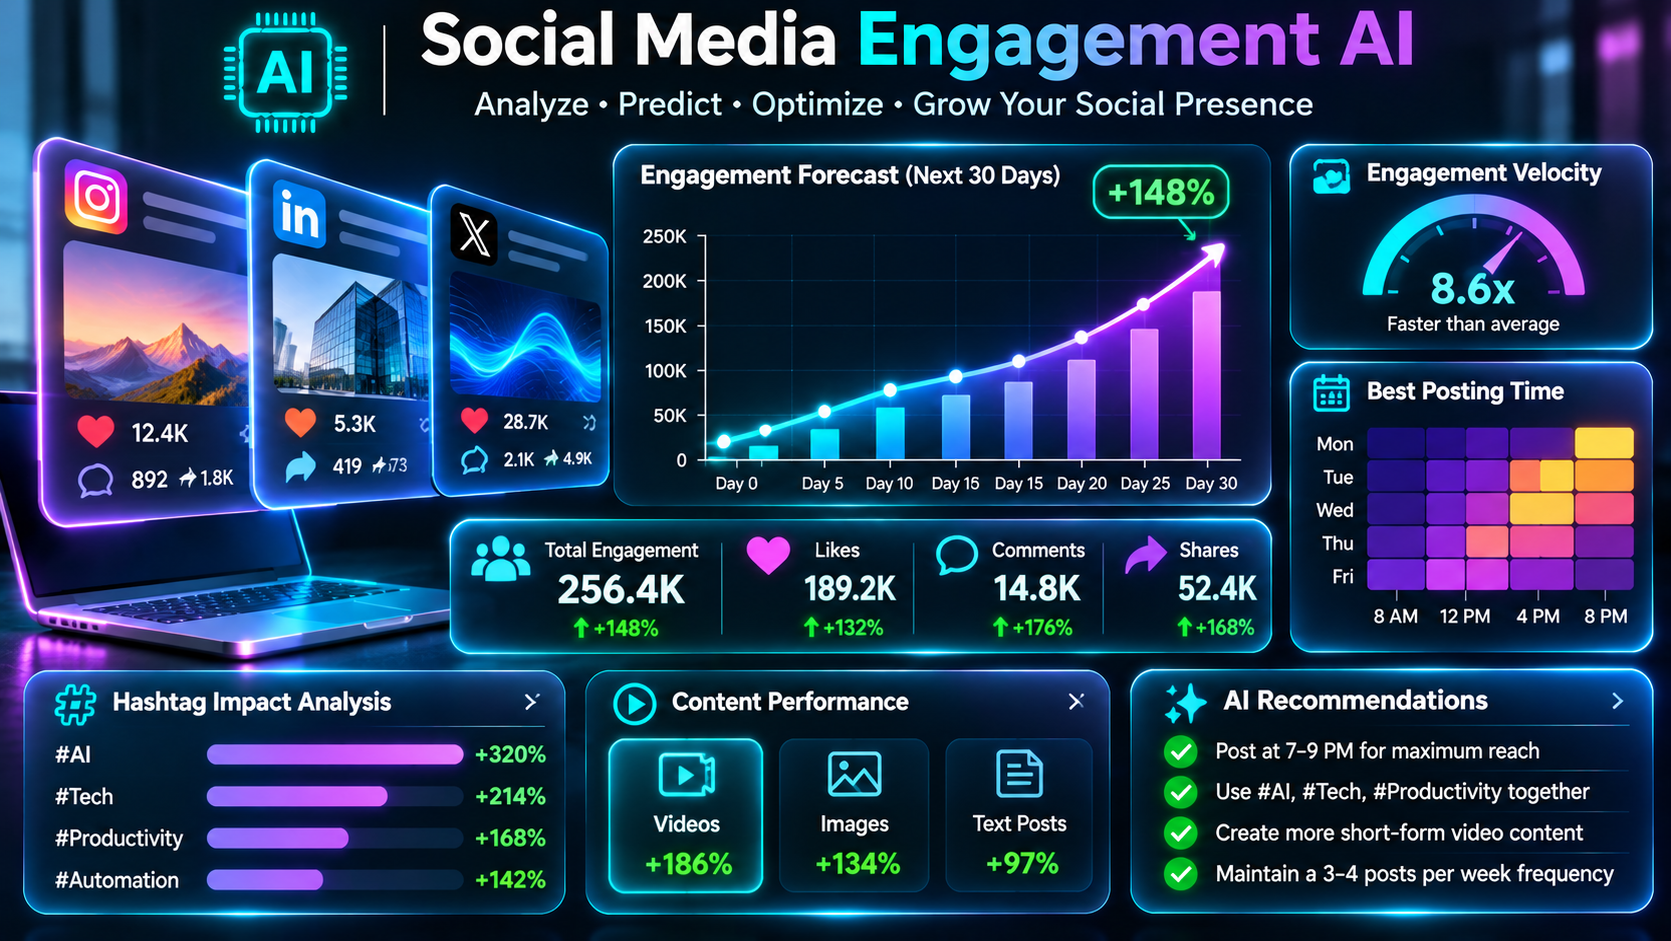 AI
Social Media Engagement AI
Analyze • Predict • Optimize • Grow Your Social Presence
12.4K
892 1.8K
in
5.3K
419 73
X
28.7K
2.1K 4.9K
Engagement Forecast (Next 30 Days)
+148%
250K
200K
150K
100K
50K
0
Day 0 Day 5 Day 10 Day 15 Day 15 Day 20 Day 25 Day 30
Engagement Velocity
8.6x
Faster than average
Best Posting Time
Mon
Tue
Wed
Thu
Fri
8 AM 12 PM 4 PM 8 PM
Total Engagement
256.4K
+148%
Likes
189.2K
+132%
Comments
14.8K
+176%
Shares
52.4K
+168%
Hashtag Impact Analysis
#AI +320%
#Tech +214%
#Productivity +168%
#Automation +142%
Content Performance
Videos
+186%
Images
+134%
Text Posts
+97%
AI Recommendations
Post at 7–9 PM for maximum reach
Use #AI, #Tech, #Productivity together
Create more short-form video content
Maintain a 3–4 posts per week frequency